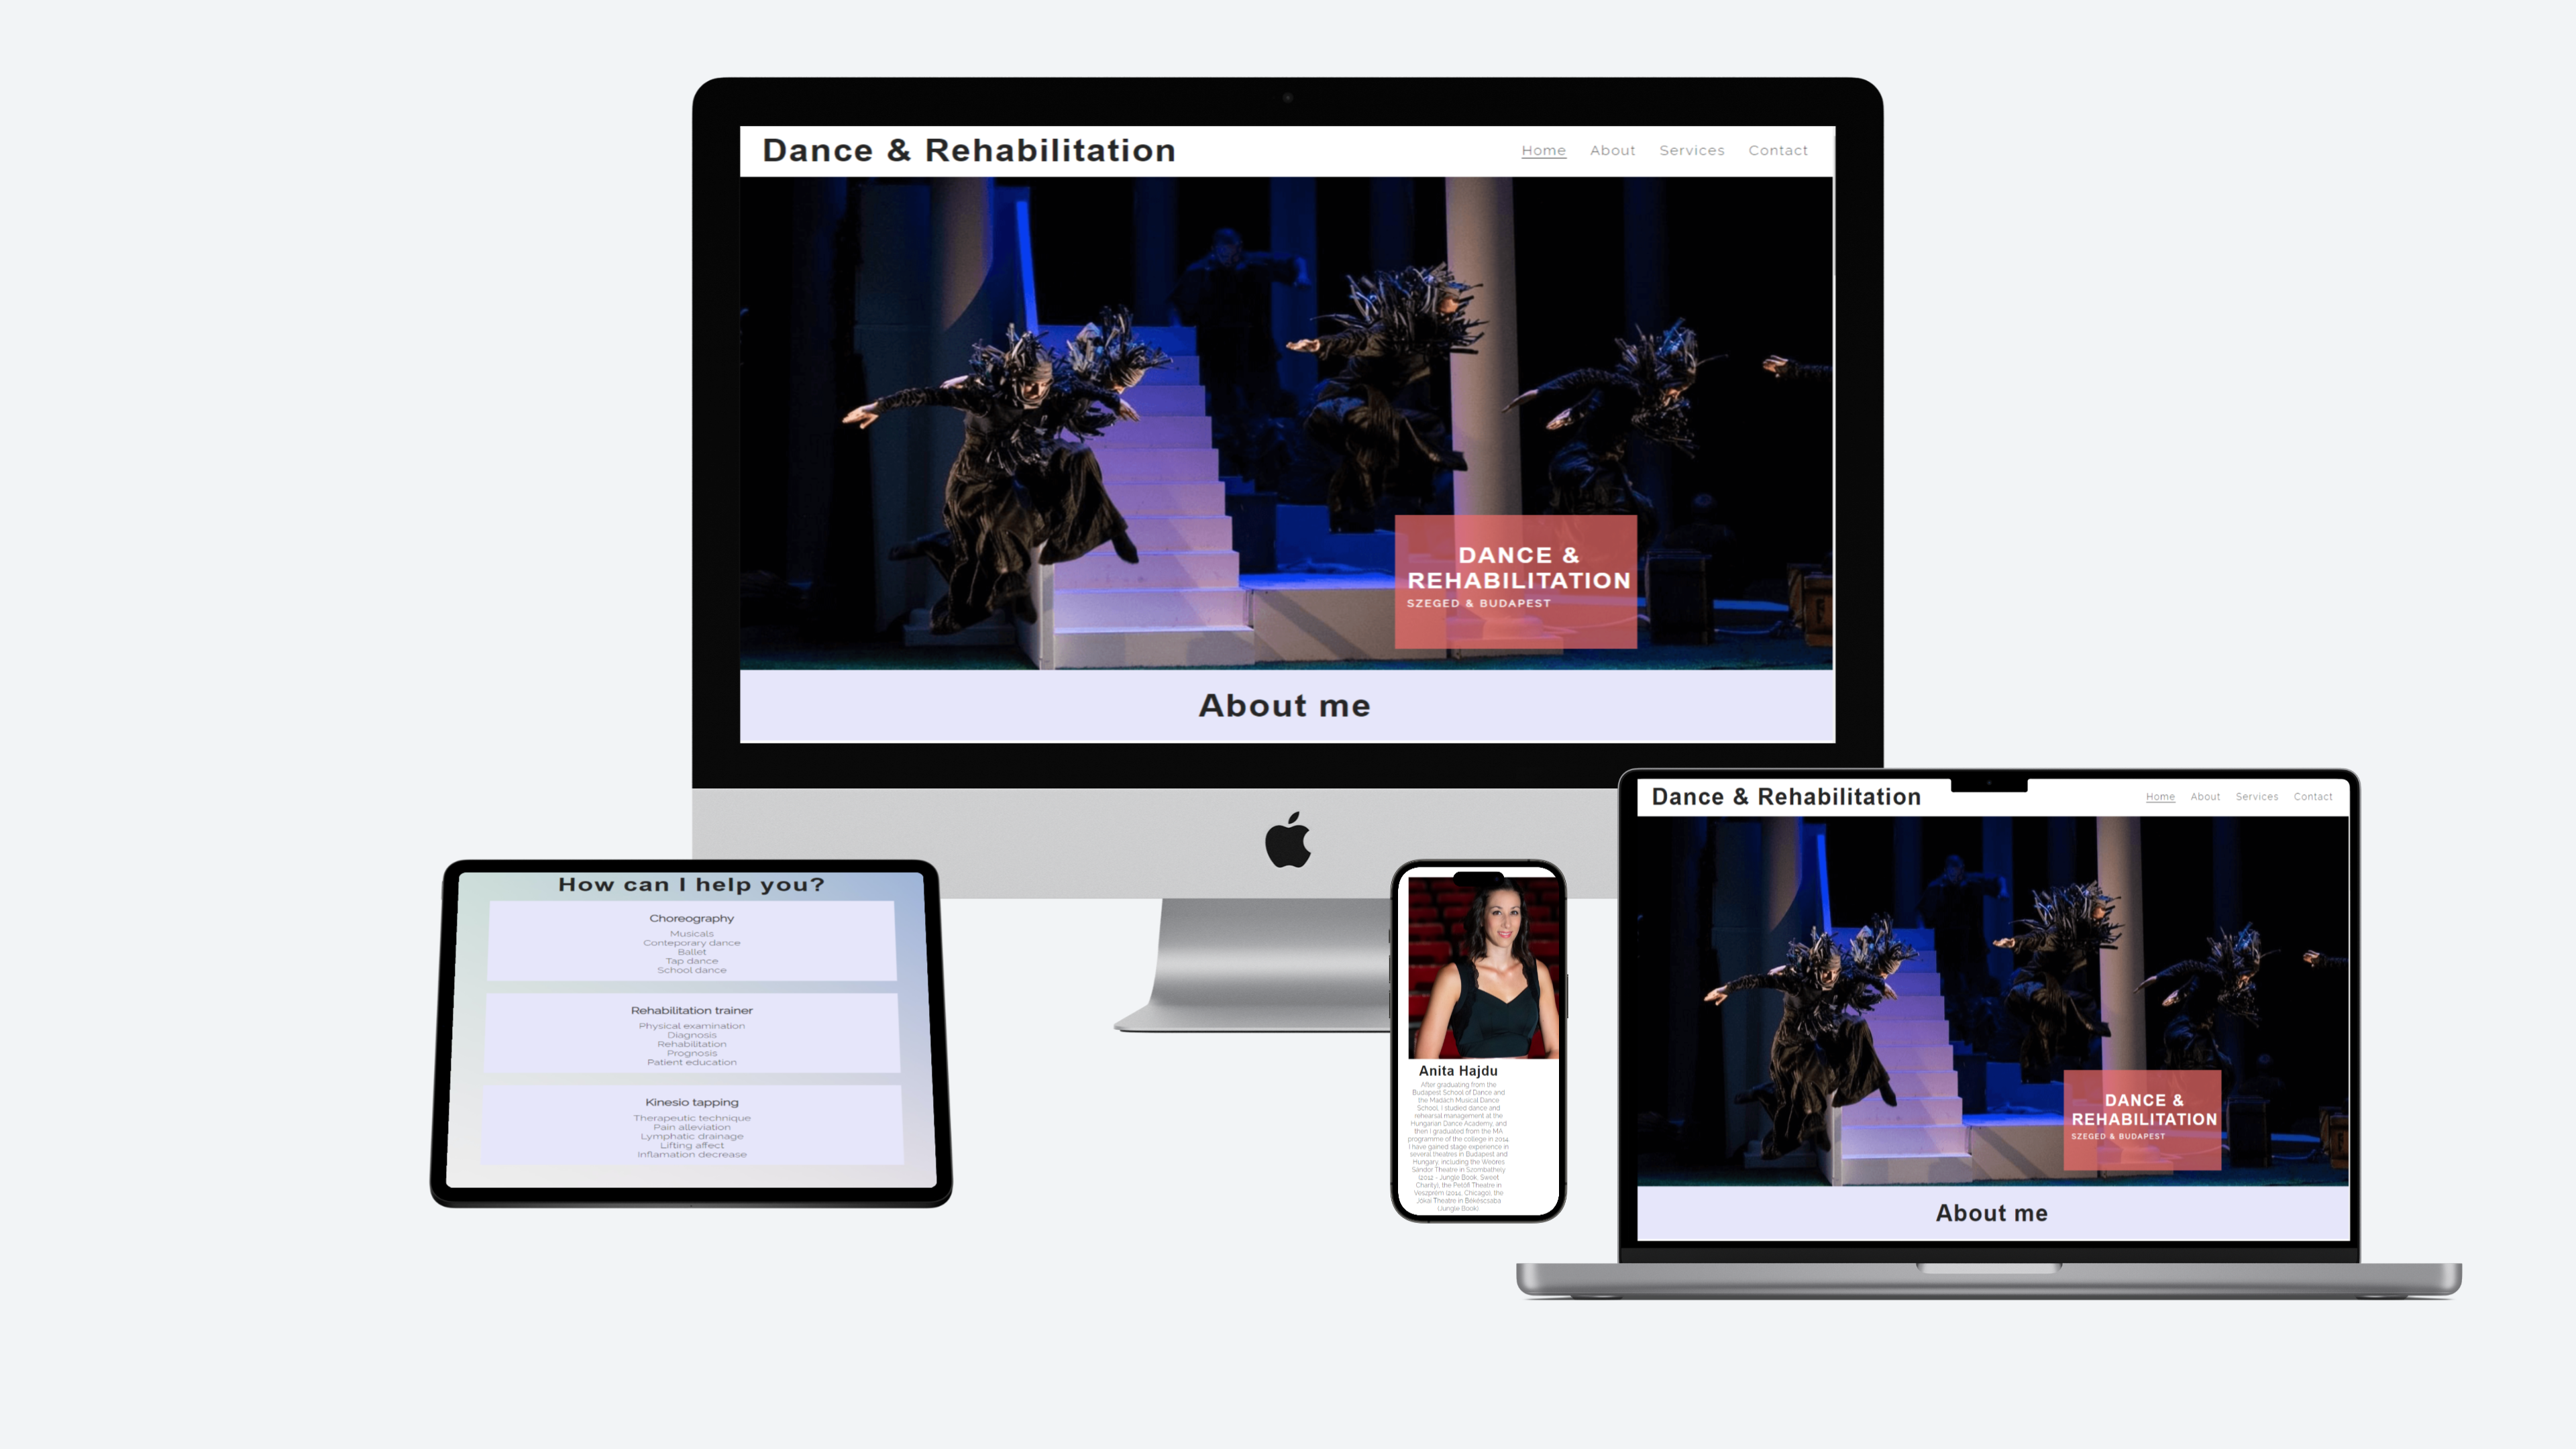 Dance & Rehabilitation
Home About Services Contact
DANCE &
REHABILITATION
SZEGED & BUDAPEST
About me
How can I help you?
Choreography
Musicals
Conteporary dance
Ballet
Tap dance
School dance
Rehabilitation trainer
Physical examination
Diagnosis
Rehabilitation
Prognosis
Patient education
Kinesio tapping
Therapeutic technique
Pain alleviation
Lymphatic drainage
Lifting affect
Inflamation decrease
Anita Hajdu
After graduating from the
Budapest School of Dance and
the Madách Musical Dance
School, I studied dance and
rehearsal management at the
Hungarian Dance Academy, and
then I graduated from the MA
programme of the college in 2014.
I have gained stage experience in
several theatres in Budapest and
Hungary, including the Weöres
Sándor Theatre in Szombathely
(2012 - Jungle Book, Sweet
Charity), the Petőfi Theatre in
Veszprém (2014, Chicago), the
Jókai Theatre in Békéscsaba
(Jungle Book)
Dance & Rehabilitation
Home About Services Contact
DANCE &
REHABILITATION
SZEGED & BUDAPEST
About me